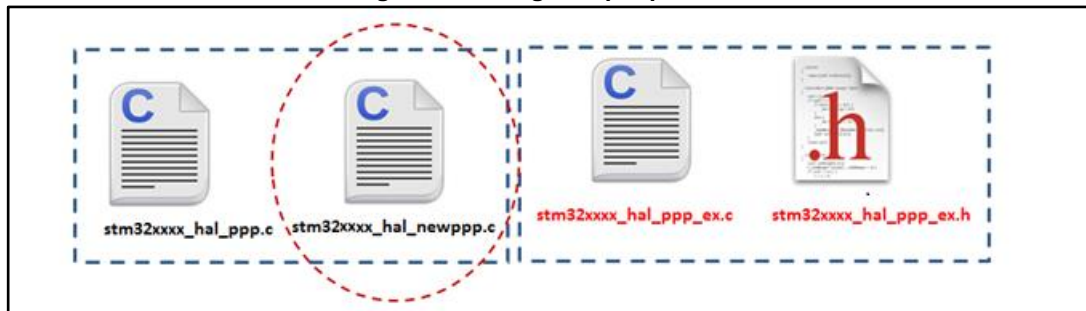 C
stm32xxxx_hal_ppp.c
C
stm32xxxx_hal_newppp.c
C
stm32xxxx_hal_ppp_ex.c
.h
stm32xxxx_hal_ppp_ex.h